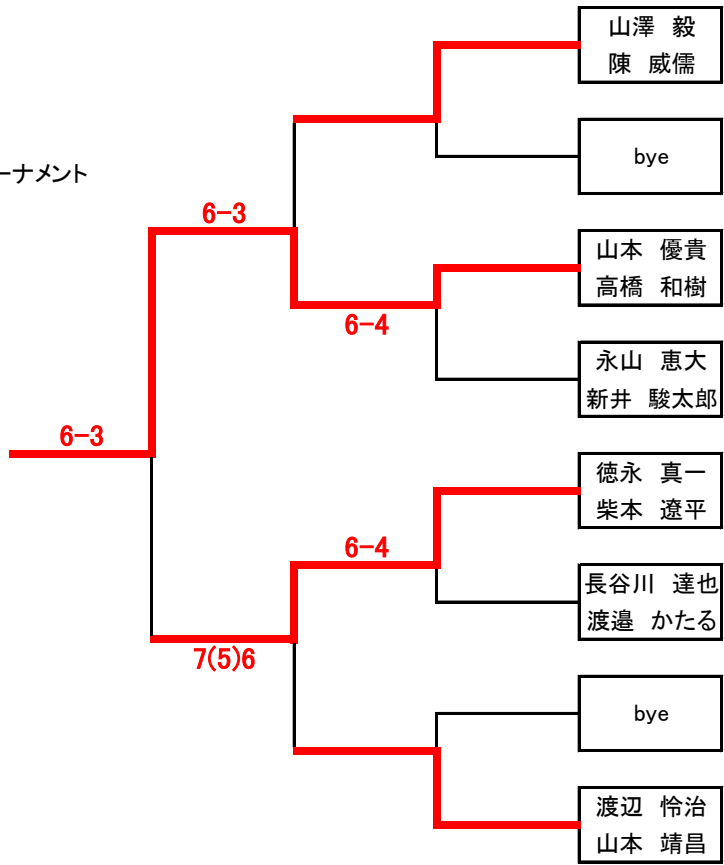 山澤 毅
陳 威儒
bye
ーナメント
6-3
山本 優貴
高橋 和樹
6-4
永山 恵大
新井 駿太郎
6-3
徳永 真一
柴本 遼平
6-4
長谷川 達也
渡邉 かたる
7(5)6
bye
渡辺 怜治
山本 靖昌